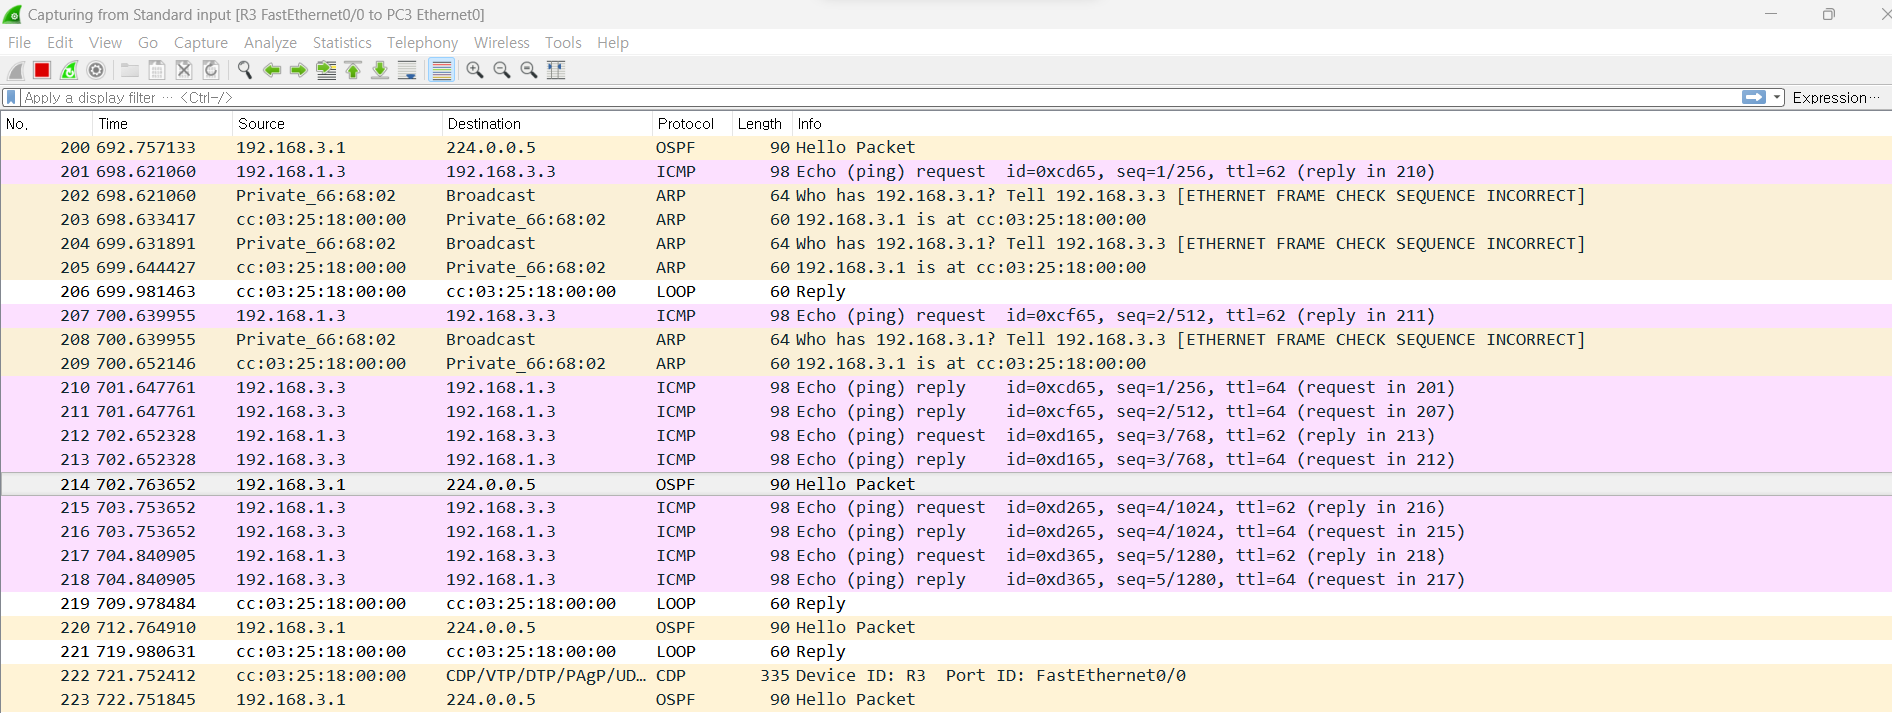 Capturing from Standard input [R3 FastEthernet0/0 to PC3 Ethernet0]
File Edit View Go Capture Analyze Statistics Telephony Wireless Tools Help
Apply a display filter ... <Ctrl-/> Expression...
No. Time Source Destination Protocol Length Info
200 692.757133 192.168.3.1 224.0.0.5 OSPF 90 Hello Packet
201 698.621060 192.168.1.3 192.168.3.3 ICMP 98 Echo (ping) request id=0xcd65, seq=1/256, ttl=62 (reply in 210)
202 698.621060 Private_66:68:02 Broadcast ARP 64 Who has 192.168.3.1? Tell 192.168.3.3 [ETHERNET FRAME CHECK SEQUENCE INCORRECT]
203 698.633417 cc:03:25:18:00:00 Private_66:68:02 ARP 60 192.168.3.1 is at cc:03:25:18:00:00
204 699.631891 Private_66:68:02 Broadcast ARP 64 Who has 192.168.3.1? Tell 192.168.3.3 [ETHERNET FRAME CHECK SEQUENCE INCORRECT]
205 699.644427 cc:03:25:18:00:00 Private_66:68:02 ARP 60 192.168.3.1 is at cc:03:25:18:00:00
206 699.981463 cc:03:25:18:00:00 cc:03:25:18:00:00 LOOP 60 Reply
207 700.639955 192.168.1.3 192.168.3.3 ICMP 98 Echo (ping) request id=0xcf65, seq=2/512, ttl=62 (reply in 211)
208 700.639955 Private_66:68:02 Broadcast ARP 64 Who has 192.168.3.1? Tell 192.168.3.3 [ETHERNET FRAME CHECK SEQUENCE INCORRECT]
209 700.652146 cc:03:25:18:00:00 Private_66:68:02 ARP 60 192.168.3.1 is at cc:03:25:18:00:00
210 701.647761 192.168.3.3 192.168.1.3 ICMP 98 Echo (ping) reply id=0xcd65, seq=1/256, ttl=64 (request in 201)
211 701.647761 192.168.3.3 192.168.1.3 ICMP 98 Echo (ping) reply id=0xcf65, seq=2/512, ttl=64 (request in 207)
212 702.652328 192.168.1.3 192.168.3.3 ICMP 98 Echo (ping) request id=0xd165, seq=3/768, ttl=62 (reply in 213)
213 702.652328 192.168.3.3 192.168.1.3 ICMP 98 Echo (ping) reply id=0xd165, seq=3/768, ttl=64 (request in 212)
214 702.763652 192.168.3.1 224.0.0.5 OSPF 90 Hello Packet
215 703.753652 192.168.1.3 192.168.3.3 ICMP 98 Echo (ping) request id=0xd265, seq=4/1024, ttl=62 (reply in 216)
216 703.753652 192.168.3.3 192.168.1.3 ICMP 98 Echo (ping) reply id=0xd265, seq=4/1024, ttl=64 (request in 215)
217 704.840905 192.168.1.3 192.168.3.3 ICMP 98 Echo (ping) request id=0xd365, seq=5/1280, ttl=62 (reply in 218)
218 704.840905 192.168.3.3 192.168.1.3 ICMP 98 Echo (ping) reply id=0xd365, seq=5/1280, ttl=64 (request in 217)
219 709.978484 cc:03:25:18:00:00 cc:03:25:18:00:00 LOOP 60 Reply
220 712.764910 192.168.3.1 224.0.0.5 OSPF 90 Hello Packet
221 719.980631 cc:03:25:18:00:00 cc:03:25:18:00:00 LOOP 60 Reply
222 721.752412 cc:03:25:18:00:00 CDP/VTP/DTP/PAgP/UD... CDP 335 Device ID: R3 Port ID: FastEthernet0/0
223 722.751845 192.168.3.1 224.0.0.5 OSPF 90 Hello Packet